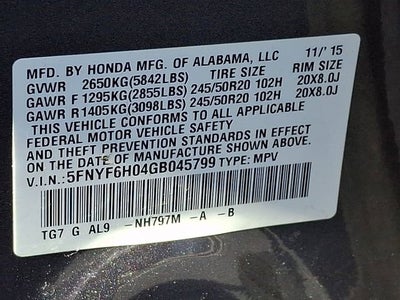 MFD. BY HONDA MFG. OF ALABAMA, LLC 11/'15
GVWR 2650KG(5842LBS) TIRE SIZE RIM SIZE
GAWR F 1295KG(2855LBS) 245/50R20 102H 20X8.0J
GAWR R 1405KG(3098LBS) 245/50R20 102H 20X8.0J
THIS VEHICLE CONFORMS TO ALL APPLICABLE
FEDERAL MOTOR VEHICLE SAFETY
AND THEFT PREVENTION STANDARDS IN EFFECT
ON THE DATE OF MANUFACTURE SHOWN ABOVE.
V.I.N.: 5FNYF6H04GB045799 TYPE: MPV
TG7 G AL9 -NH797M -A -B